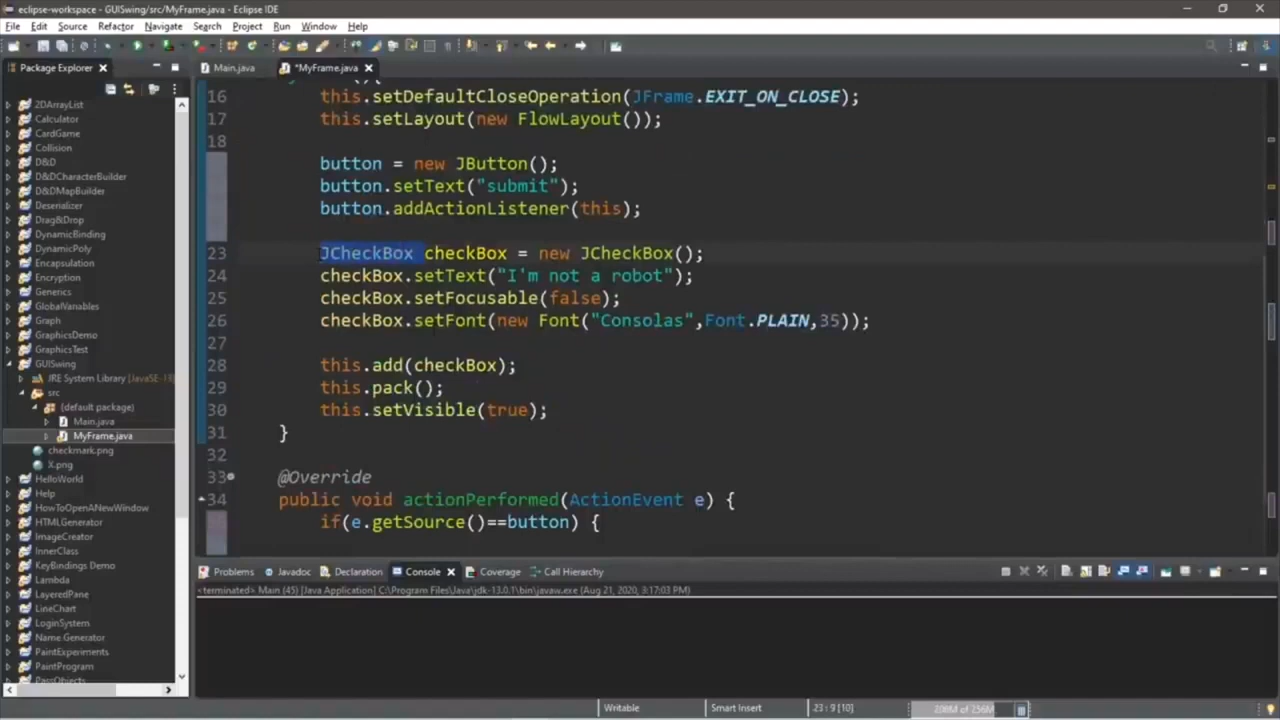 eclipse-workspace - GUISwing/src/MyFrame.java - Eclipse IDE
File Edit Source Refactor Navigate Search Project Run Window Help
Package Explorer
Main.java
*MyFrame.java
2DArrayList
Calculator
CardGame
Collision
D&D
D&DCharacterBuilder
D&DMapBuilder
Deserializer
Drag&Drop
DynamicBinding
DynamicPoly
Encapsulation
Encryption
Generics
GlobalVariables
Graph
GraphicsDemo
GraphicsTest
GUISwing
JRE System Library [JavaSE-13]
src
(default package)
Main.java
MyFrame.java
checkmark.png
X.png
HelloWorld
Help
HowToOpenANewWindow
HTMLGenerator
ImageCreator
InnerClass
KeyBindings Demo
Lambda
LayeredPane
LineChart
LoginSystem
Name Generator
PaintExperiments
PaintProgram
PassObjects
16 this.setDefaultCloseOperation(JFrame.EXIT_ON_CLOSE);
17 this.setLayout(new FlowLayout());
18
button = new JButton();
button.setText("submit");
button.addActionListener(this);
23 JCheckBox checkBox = new JCheckBox();
24 checkBox.setText("I'm not a robot");
25 checkBox.setFocusable(false);
26 checkBox.setFont(new Font("Consolas",Font.PLAIN,35));
27
28 this.add(checkBox);
29 this.pack();
30 this.setVisible(true);
31 }
32
33 @Override
34 public void actionPerformed(ActionEvent e) {
if(e.getSource()==button) {
Problems Javadoc Declaration Console Coverage Call Hierarchy
<terminated> Main (45) [Java Application] C:\Program Files\Java\jdk-13.0.1\bin\javaw.exe (Aug 21, 2020, 3:17:03 PM)
Writable
Smart Insert
23 : 9 [10]
208M of 256M